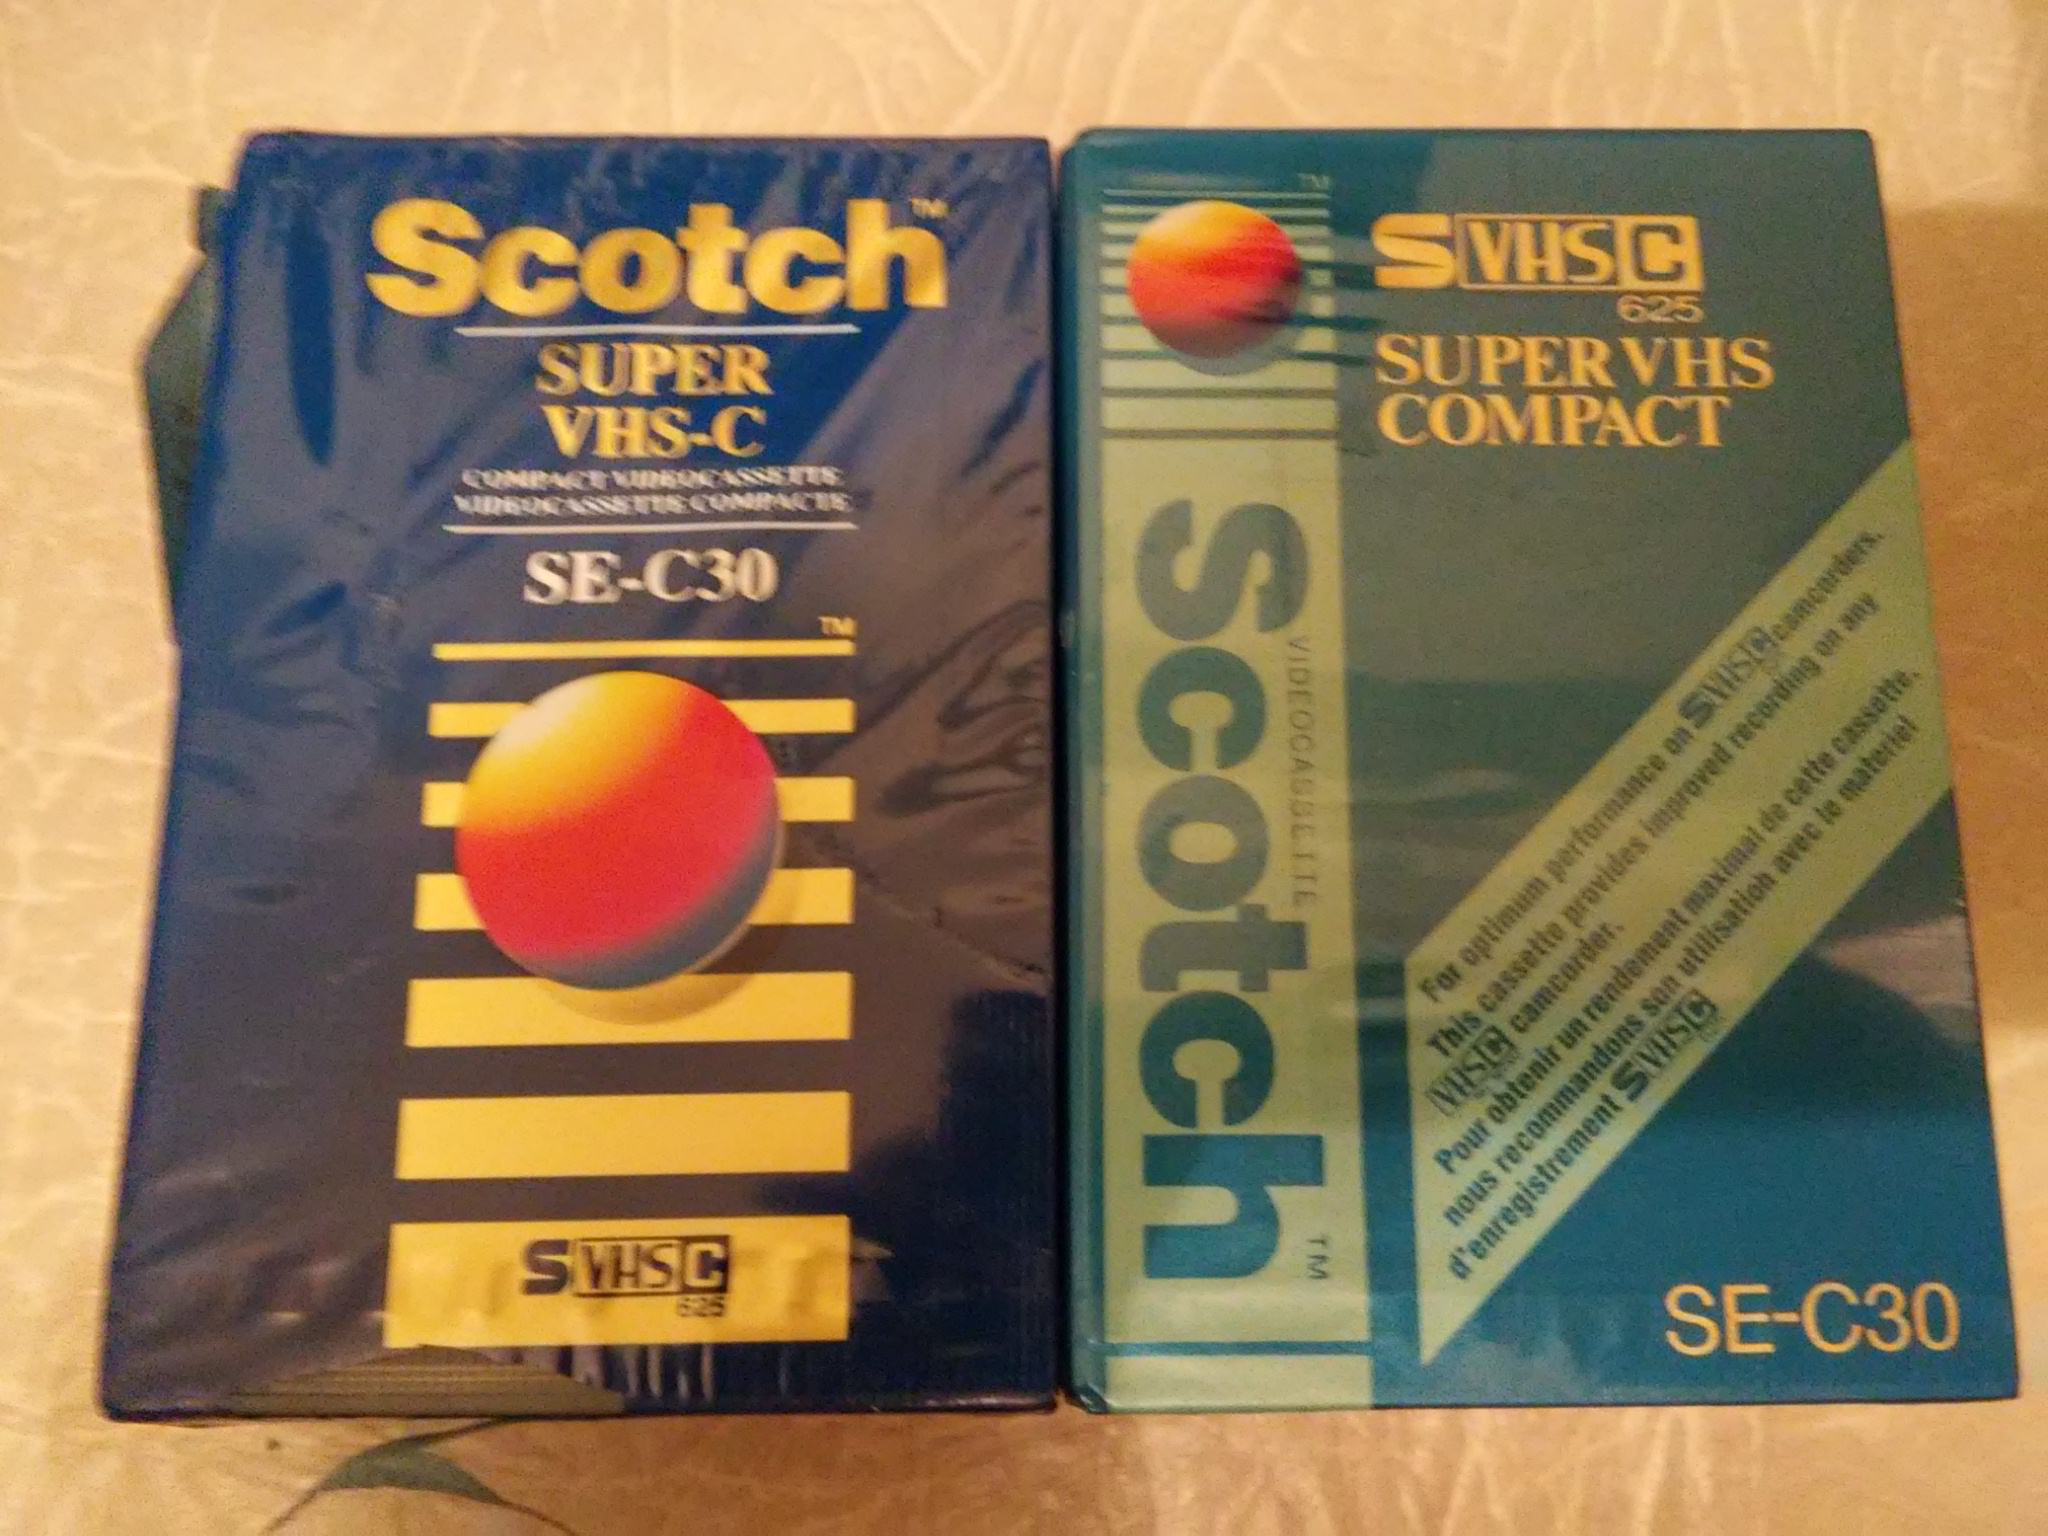 Scotch™
SUPER
VHS-C
COMPACT VIDEOCASSETTE
VIDEOCASSETTE COMPACTE
SE-C30
TM
S VHS C
625
TM
S VHS C
625
SUPER VHS
COMPACT
Scotch™
VIDEOCASSETTE
For optimum performance on S VHS C camcorders.
This cassette provides improved recording on any
VHS C camcorder.
Pour obtenir un rendement maximal de cette cassette.
nous recommandons son utilisation avec le materiel
d'enregistrement S VHS C
SE-C30